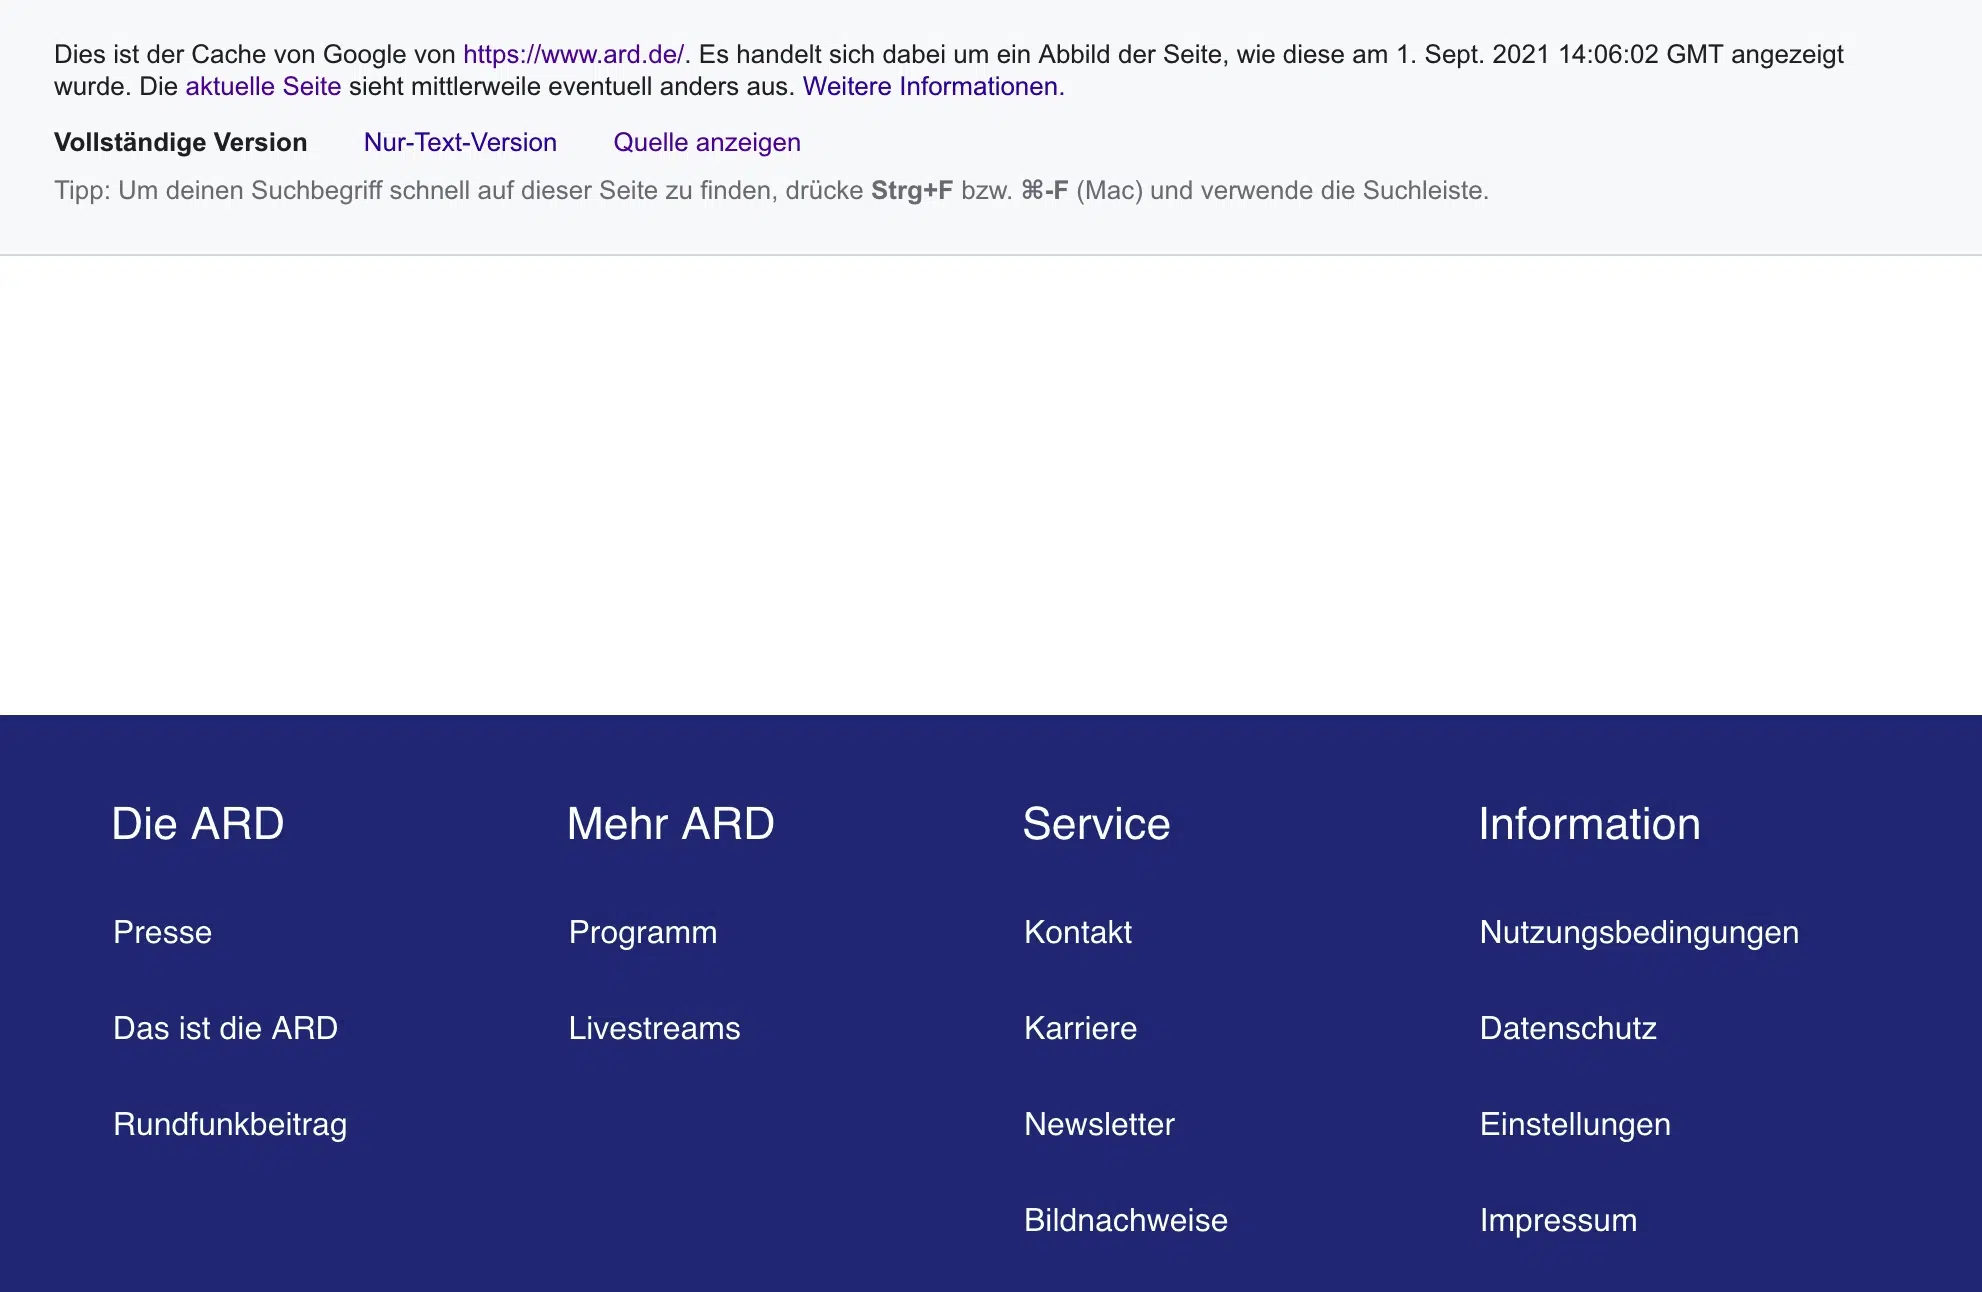 Dies ist der Cache von Google von https://www.ard.de/. Es handelt sich dabei um ein Abbild der Seite, wie diese am 1. Sept. 2021 14:06:02 GMT angezeigt
wurde. Die aktuelle Seite sieht mittlerweile eventuell anders aus. Weitere Informationen.
Vollständige Version Nur-Text-Version Quelle anzeigen
Tipp: Um deinen Suchbegriff schnell auf dieser Seite zu finden, drücke Strg+F bzw. ⌘-F (Mac) und verwende die Suchleiste.
Die ARD
Presse
Das ist die ARD
Rundfunkbeitrag
Mehr ARD
Programm
Livestreams
Service
Kontakt
Karriere
Newsletter
Bildnachweise
Information
Nutzungsbedingungen
Datenschutz
Einstellungen
Impressum